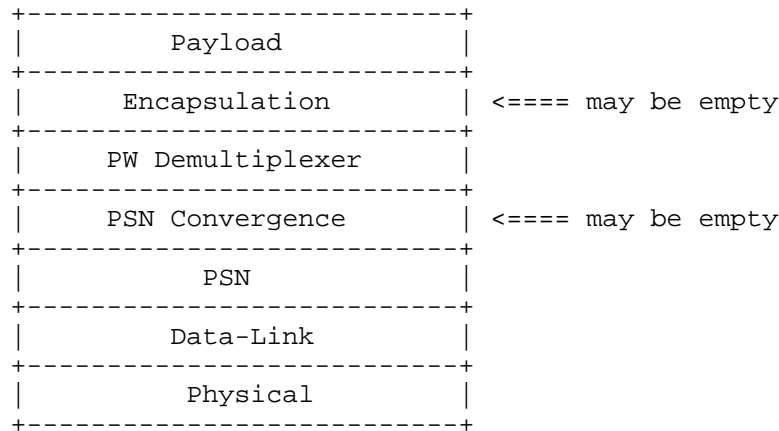 Payload
Encapsulation <==== may be empty
PW Demultiplexer
PSN Convergence <==== may be empty
PSN
Data-Link
Physical